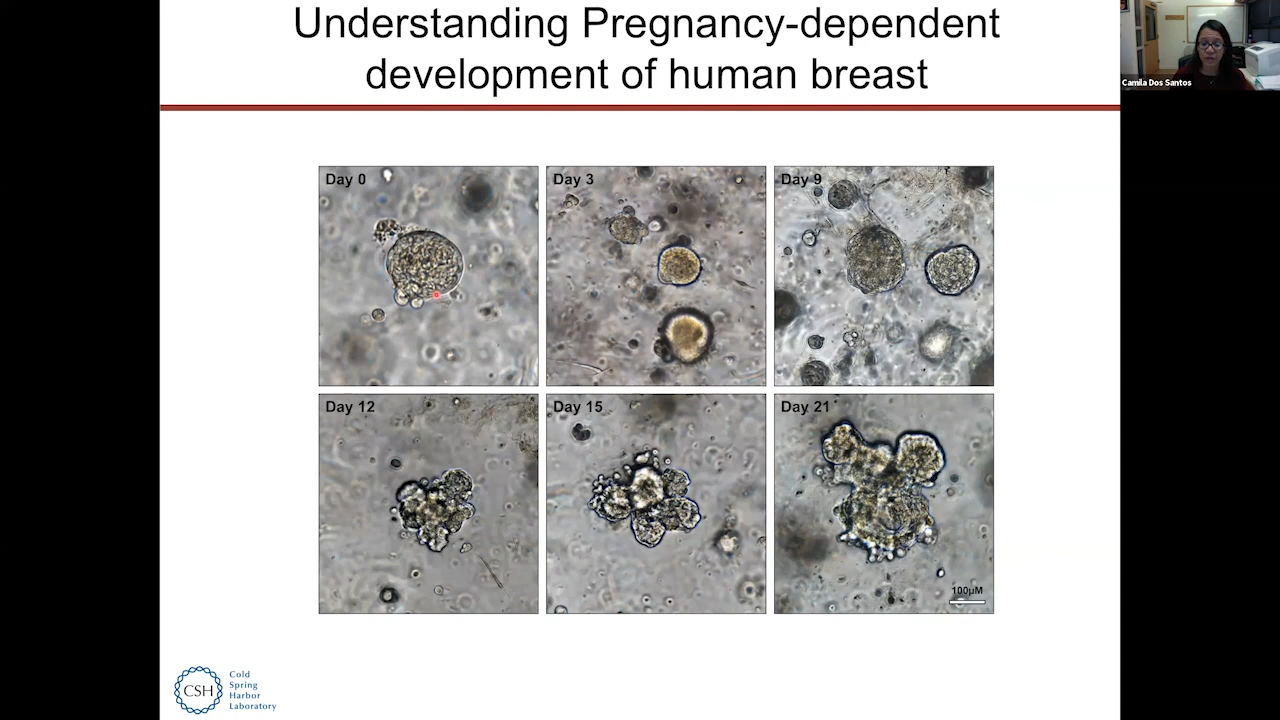 Understanding Pregnancy-dependent
development of human breast
Camila Dos Santos
Day 0
Day 3
Day 9
Day 12
Day 15
Day 21
100µM
CSH
Cold
Spring
Harbor
Laboratory